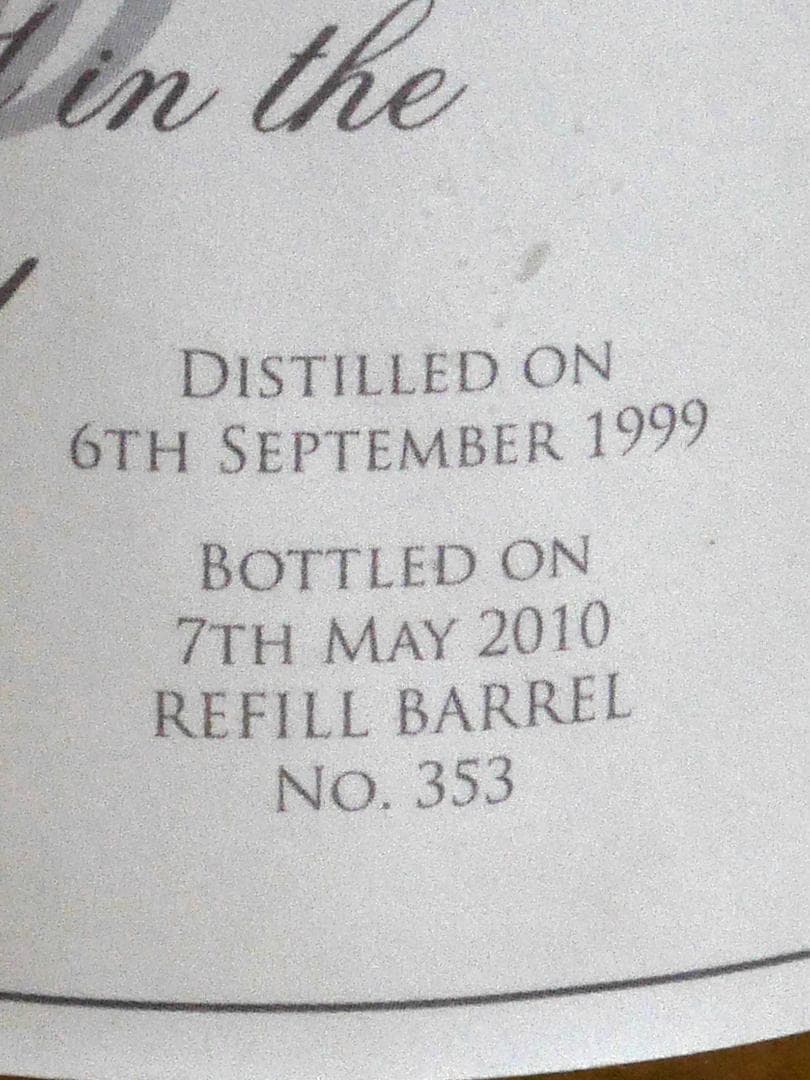 in the
DISTILLED ON
6TH SEPTEMBER 1999
BOTTLED ON
7TH MAY 2010
REFILL BARREL
NO. 353